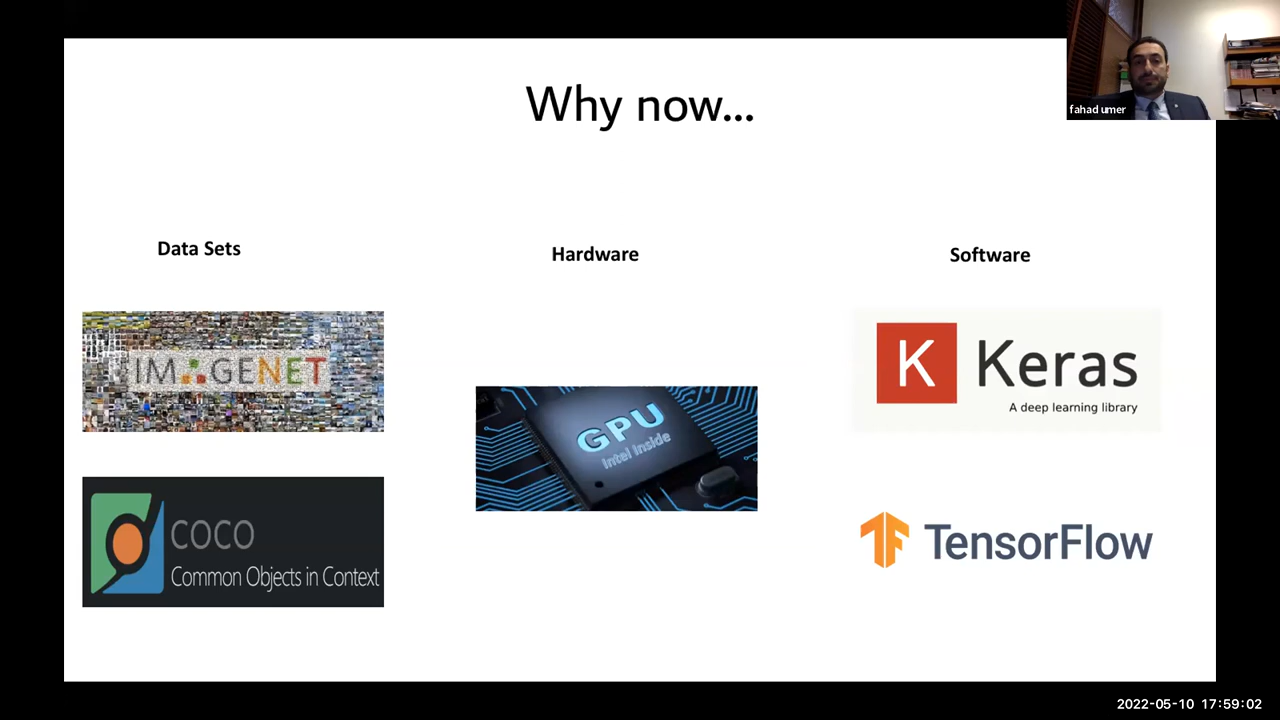 Why now...
fahad umer
Data Sets
Hardware
Software
IMAGENET
GPU
Intel Inside
K Keras
A deep learning library
COCO
Common Objects in Context
TensorFlow
2022-05-10 17:59:02